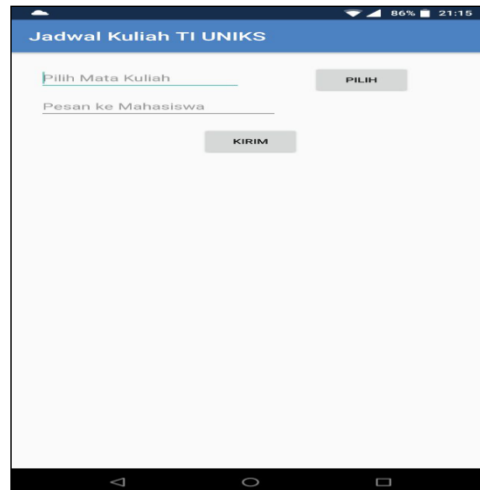 86% 21:15
Jadwal Kuliah TI UNIKS
Pilih Mata Kuliah PILIH
Pesan ke Mahasiswa
KIRIM